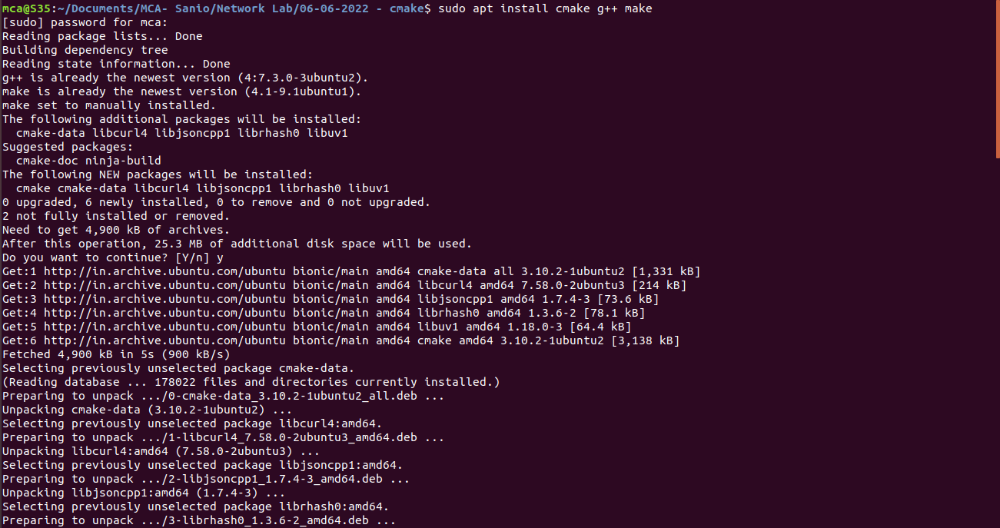 mca@S35:~/Documents/MCA- Sanio/Network Lab/06-06-2022 - cmake$ sudo apt install cmake g++ make
[sudo] password for mca:
Reading package lists... Done
Building dependency tree
Reading state information... Done
g++ is already the newest version (4:7.3.0-3ubuntu2).
make is already the newest version (4.1-9.1ubuntu1).
make set to manually installed.
The following additional packages will be installed:
  cmake-data libcurl4 libjsoncpp1 librhash0 libuv1
Suggested packages:
  cmake-doc ninja-build
The following NEW packages will be installed:
  cmake cmake-data libcurl4 libjsoncpp1 librhash0 libuv1
0 upgraded, 6 newly installed, 0 to remove and 0 not upgraded.
2 not fully installed or removed.
Need to get 4,900 kB of archives.
After this operation, 25.3 MB of additional disk space will be used.
Do you want to continue? [Y/n] y
Get:1 http://in.archive.ubuntu.com/ubuntu bionic/main amd64 cmake-data all 3.10.2-1ubuntu2 [1,331 kB]
Get:2 http://in.archive.ubuntu.com/ubuntu bionic/main amd64 libcurl4 amd64 7.58.0-2ubuntu3 [214 kB]
Get:3 http://in.archive.ubuntu.com/ubuntu bionic/main amd64 libjsoncpp1 amd64 1.7.4-3 [73.6 kB]
Get:4 http://in.archive.ubuntu.com/ubuntu bionic/main amd64 librhash0 amd64 1.3.6-2 [78.1 kB]
Get:5 http://in.archive.ubuntu.com/ubuntu bionic/main amd64 libuv1 amd64 1.18.0-3 [64.4 kB]
Get:6 http://in.archive.ubuntu.com/ubuntu bionic/main amd64 cmake amd64 3.10.2-1ubuntu2 [3,138 kB]
Fetched 4,900 kB in 5s (900 kB/s)
Selecting previously unselected package cmake-data.
(Reading database ... 178022 files and directories currently installed.)
Preparing to unpack .../0-cmake-data_3.10.2-1ubuntu2_all.deb ...
Unpacking cmake-data (3.10.2-1ubuntu2) ...
Selecting previously unselected package libcurl4:amd64.
Preparing to unpack .../1-libcurl4_7.58.0-2ubuntu3_amd64.deb ...
Unpacking libcurl4:amd64 (7.58.0-2ubuntu3) ...
Selecting previously unselected package libjsoncpp1:amd64.
Preparing to unpack .../2-libjsoncpp1_1.7.4-3_amd64.deb ...
Unpacking libjsoncpp1:amd64 (1.7.4-3) ...
Selecting previously unselected package librhash0:amd64.
Preparing to unpack .../3-librhash0_1.3.6-2_amd64.deb ...